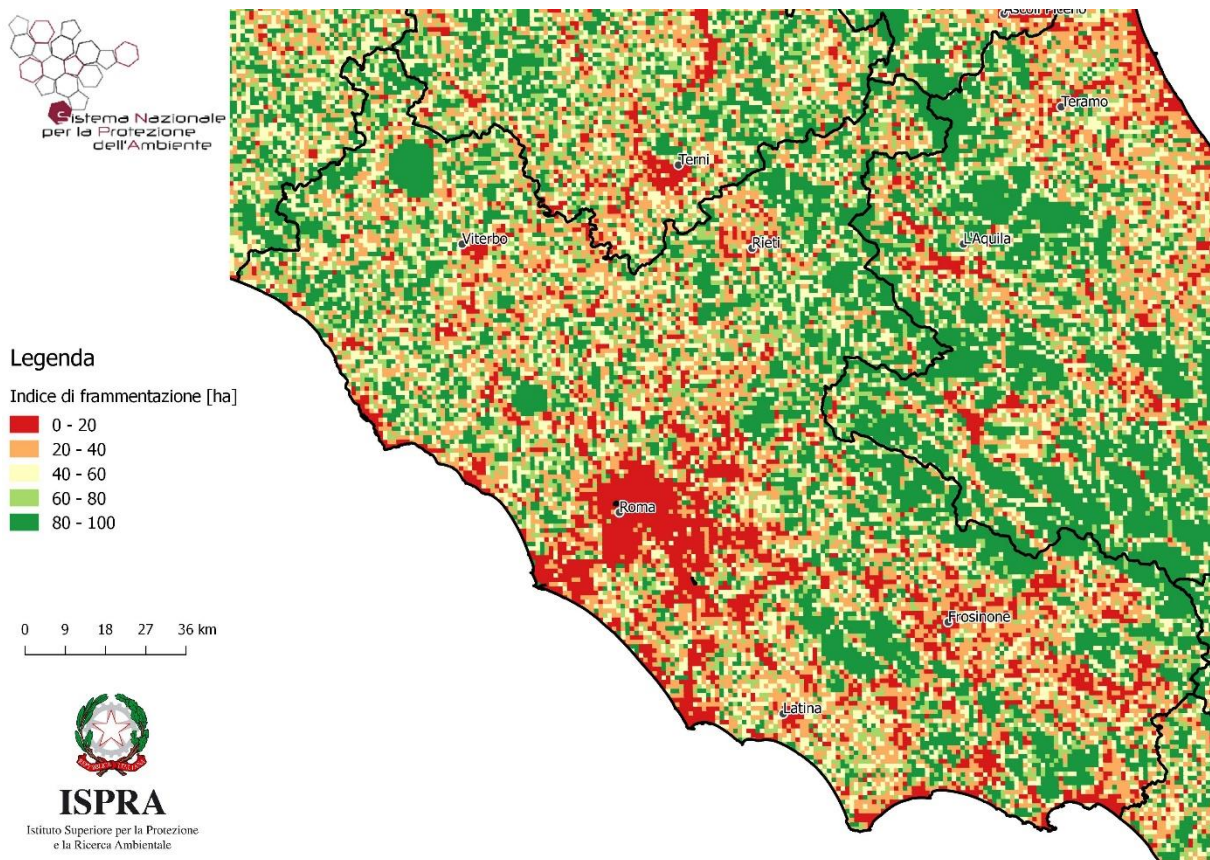 Sistema Nazionale
per la Protezione
dell'Ambiente
Ascoli Piceno
Teramo
Terni
Viterbo
Rieti
L'Aquila
Legenda
Indice di frammentazione [ha]
0 - 20
20 - 40
40 - 60
60 - 80
80 - 100
Roma
Frosinone
Latina
0 9 18 27 36 km
ISPRA
Istituto Superiore per la Protezione
e la Ricerca Ambientale